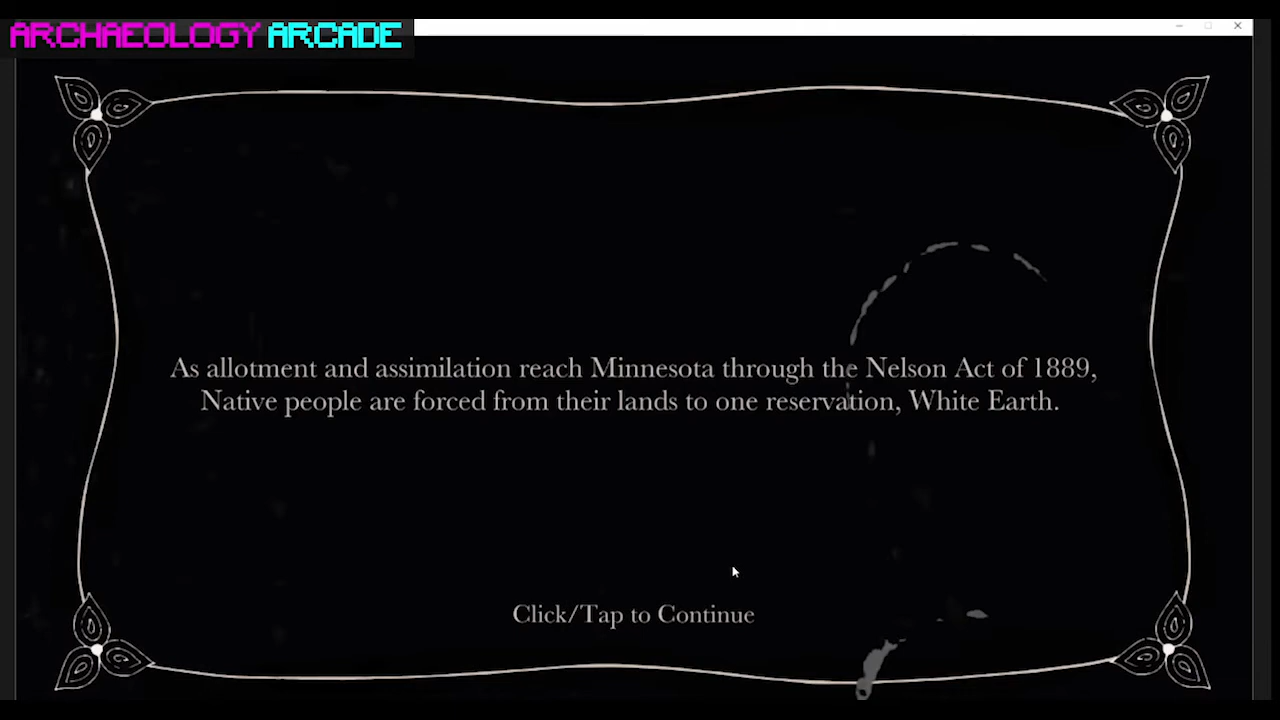 ARCHAEOLOGY ARCADE
As allotment and assimilation reach Minnesota through the Nelson Act of 1889,
Native people are forced from their lands to one reservation, White Earth.
Click/Tap to Continue